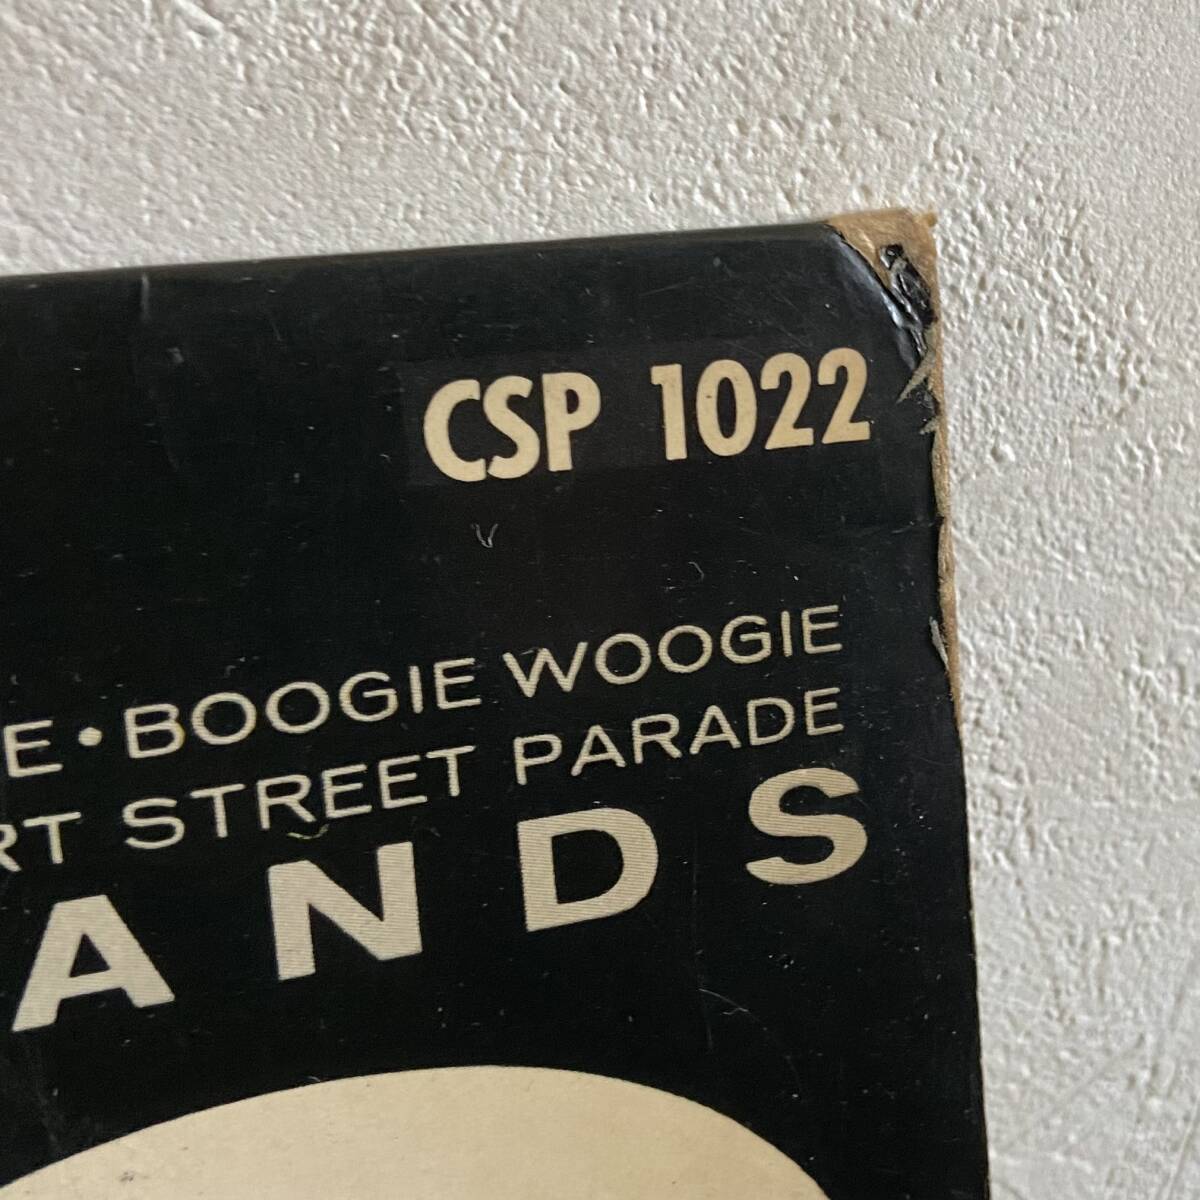 CSP 1022
E • BOOGIE WOOGIE
RT STREET PARADE
ANDS